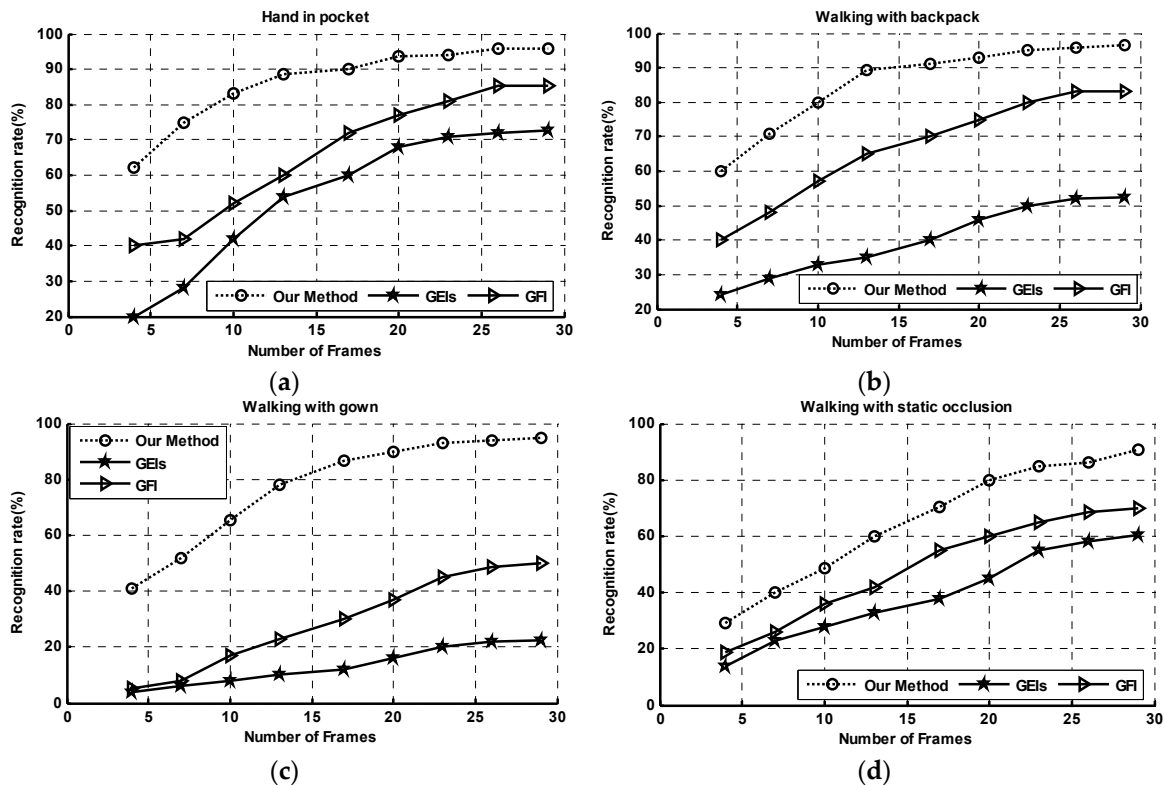 Hand in pocket
Recognition rate(%)
100
90
80
70
60
50
40
30
20
0 5 10 15 20 25 30
Our Method GEIs GFI
Number of Frames
(a)
Walking with backpack
Recognition rate(%)
100
90
80
70
60
50
40
30
20
0 5 10 15 20 25 30
Our Method GEIs GFI
Number of Frames
(b)
Walking with gown
Recognition rate(%)
100
80
60
40
20
0
Our Method
GEIs
GFI
0 5 10 15 20 25 30
Number of Frames
(c)
Walking with static occlusion
Recognition rate(%)
100
80
60
40
20
0
Our Method GEIs GFI
0 5 10 15 20 25 30
Number of Frames
(d)